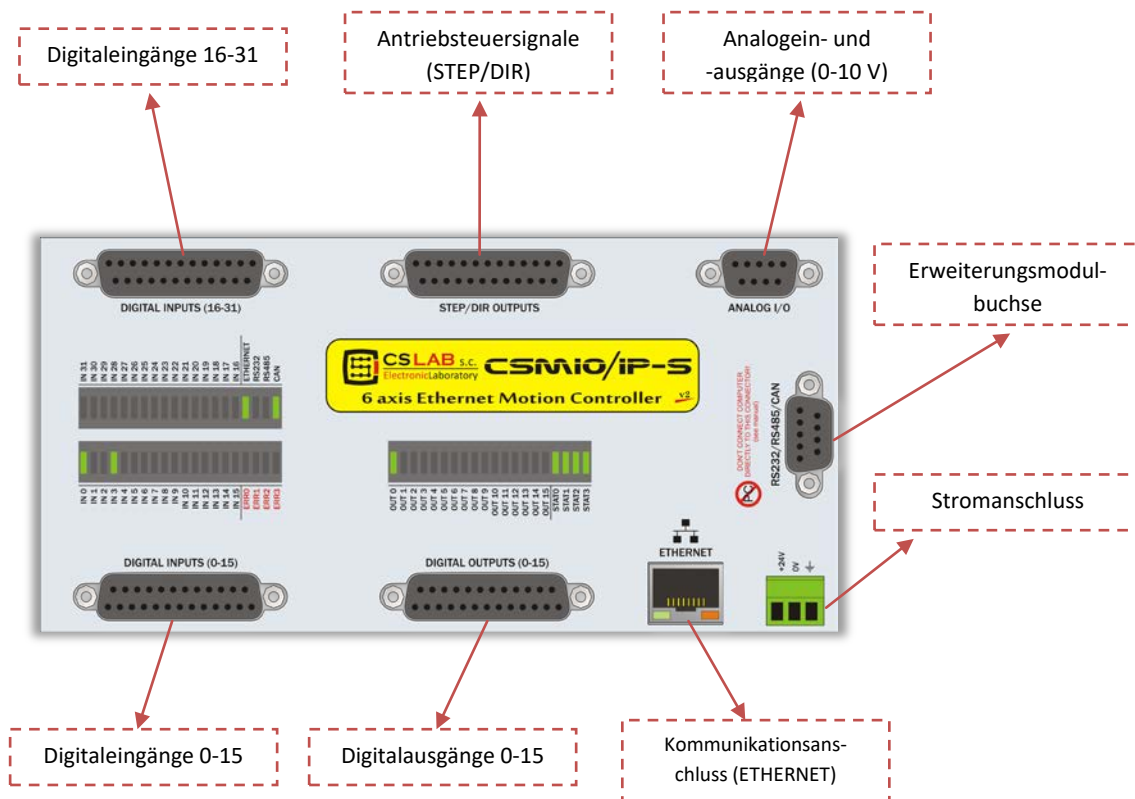 Digitaleingänge 16-31
Antriebsteuersignale
(STEP/DIR)
Analogein- und
-ausgänge (0-10 V)
Erweiterungsmodul-
buchse
Stromanschluss
DIGITAL INPUTS (16-31)
STEP/DIR OUTPUTS
ANALOG I/O
IN 31
IN 30
IN 29
IN 28
IN 27
IN 26
IN 25
IN 24
IN 23
IN 22
IN 21
IN 20
IN 19
IN 18
IN 17
IN 16
ETHERNET
RS232
RS485
CAN
CSLAB s.c.
ElectronicLaboratory
CSMIO/IP-S
6 axis Ethernet Motion Controller v2
DON'T CONNECT COMPUTER
DIRECTLY TO THIS CONNECTOR!
(see manual)
PC
RS232/RS485/CAN
IN 0
IN 1
IN 2
IN 3
IN 4
IN 5
IN 6
IN 7
IN 8
IN 9
IN 10
IN 11
IN 12
IN 13
IN 14
IN 15
ERR0
ERR1
ERR2
ERR3
OUT 0
OUT 1
OUT 2
OUT 3
OUT 4
OUT 5
OUT 6
OUT 7
OUT 8
OUT 9
OUT 10
OUT 11
OUT 12
OUT 13
OUT 14
OUT 15
STAT0
STAT1
STAT2
STAT3
DIGITAL INPUTS (0-15)
DIGITAL OUTPUTS (0-15)
ETHERNET
+24V
0V
Digitaleingänge 0-15
Digitalausgänge 0-15
Kommunikationsans-
chluss (ETHERNET)